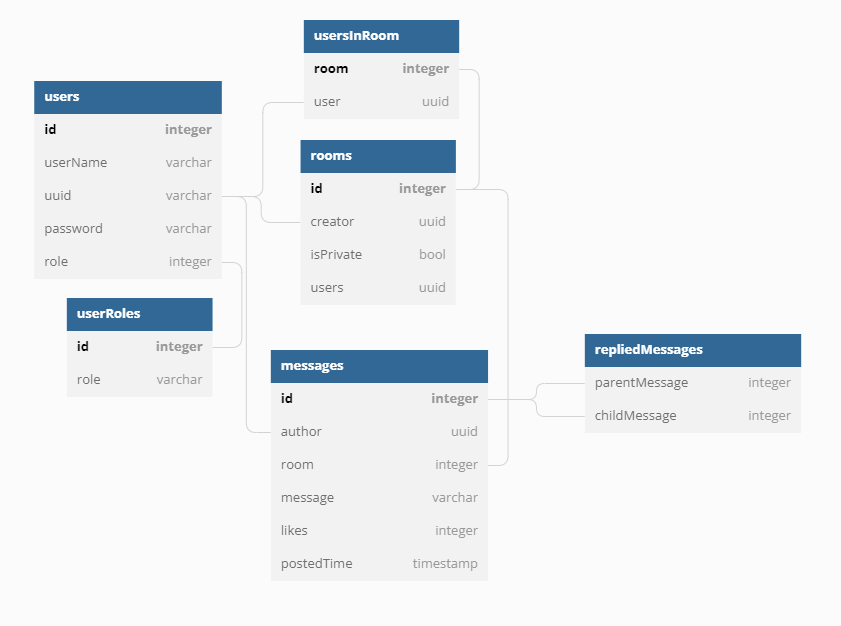 usersInRoom
room integer
user uuid
users
id integer
userName varchar
uuid varchar
password varchar
role integer
rooms
id integer
creator uuid
isPrivate bool
users uuid
userRoles
id integer
role varchar
messages
id integer
author uuid
room integer
message varchar
likes integer
postedTime timestamp
repliedMessages
parentMessage integer
childMessage integer